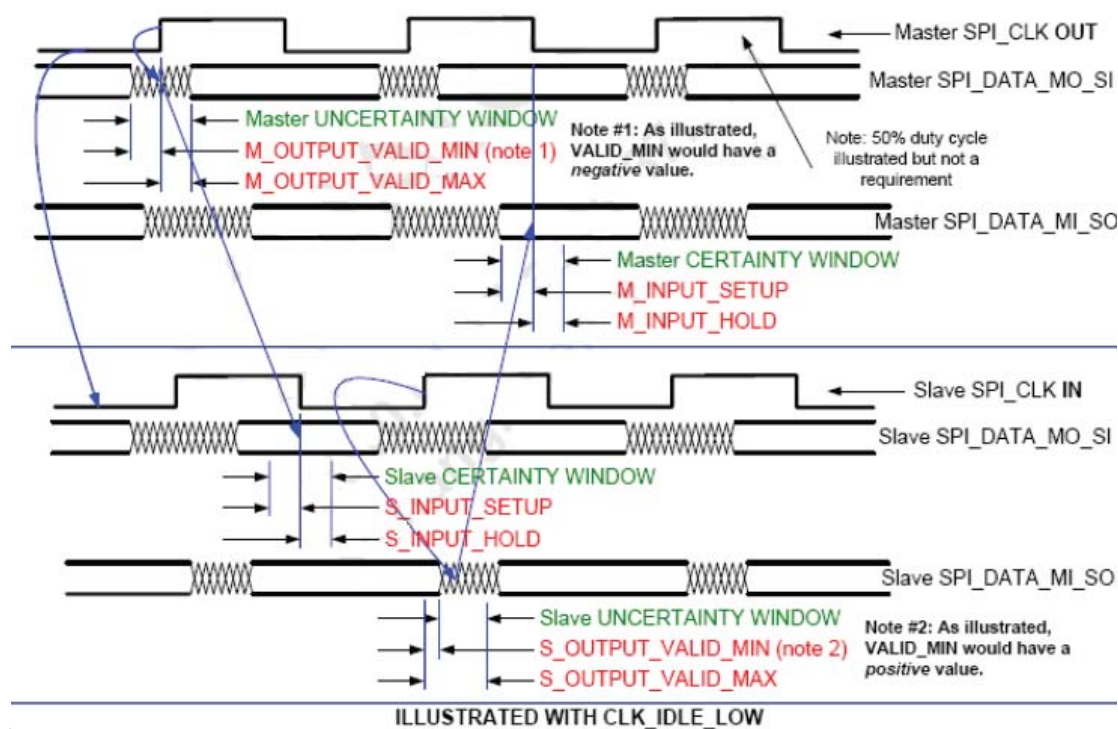 Master SPI_CLK OUT
Master SPI_DATA_MO_SI
Master UNCERTAINTY WINDOW
M_OUTPUT_VALID_MIN (note 1)
M_OUTPUT_VALID_MAX
Note #1: As illustrated,
VALID_MIN would have a
negative value.
Note: 50% duty cycle
illustrated but not a
requirement
Master SPI_DATA_MI_SO
Master CERTAINTY WINDOW
M_INPUT_SETUP
M_INPUT_HOLD
Slave SPI_CLK IN
Slave SPI_DATA_MO_SI
Slave CERTAINTY WINDOW
S_INPUT_SETUP
S_INPUT_HOLD
Slave SPI_DATA_MI_SO
Slave UNCERTAINTY WINDOW
S_OUTPUT_VALID_MIN (note 2)
S_OUTPUT_VALID_MAX
Note #2: As illustrated,
VALID_MIN would have a
positive value.
ILLUSTRATED WITH CLK_IDLE_LOW